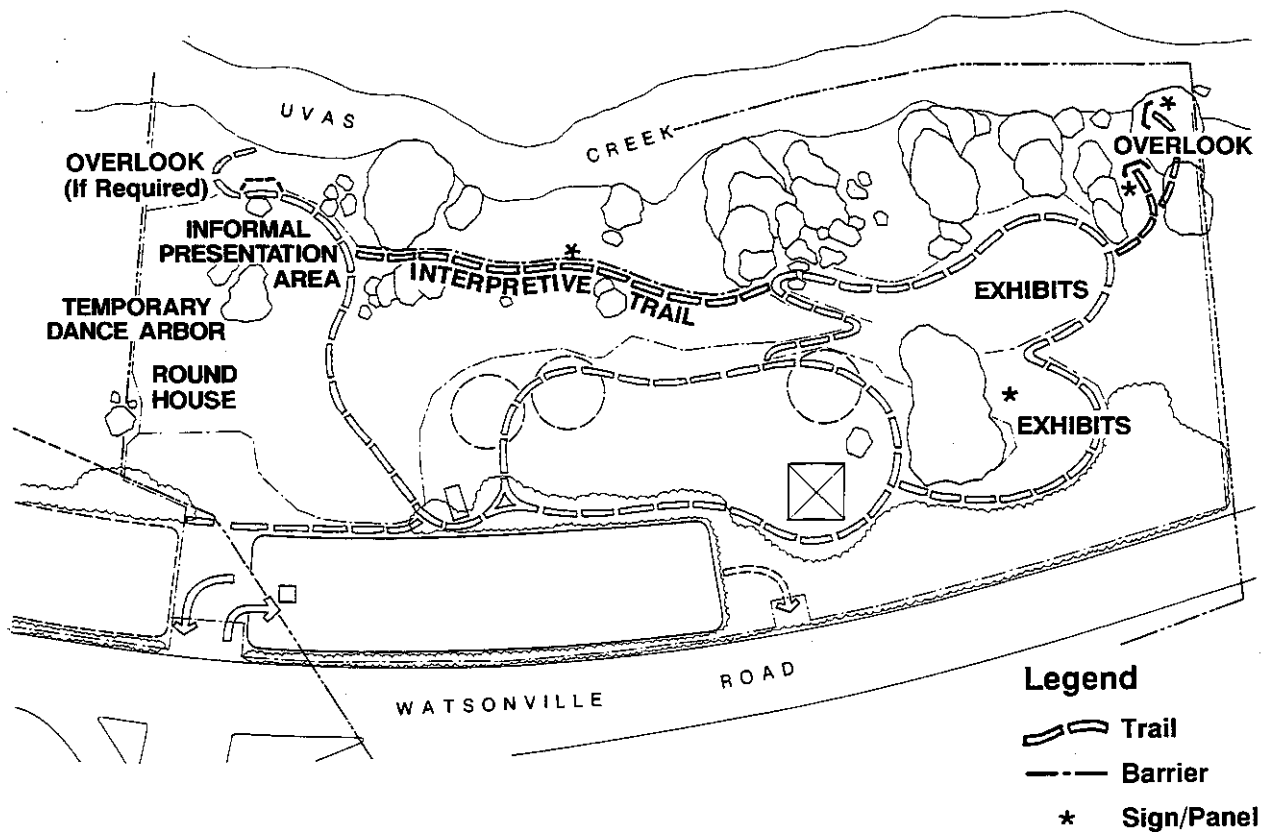 UVAS
CREEK
OVERLOOK
(If Required)
OVERLOOK
INFORMAL
PRESENTATION
AREA
INTERPRETIVE
TRAIL
EXHIBITS
TEMPORARY
DANCE ARBOR
ROUND
HOUSE
EXHIBITS
WATSONVILLE ROAD
Legend
Trail
Barrier
* Sign/Panel